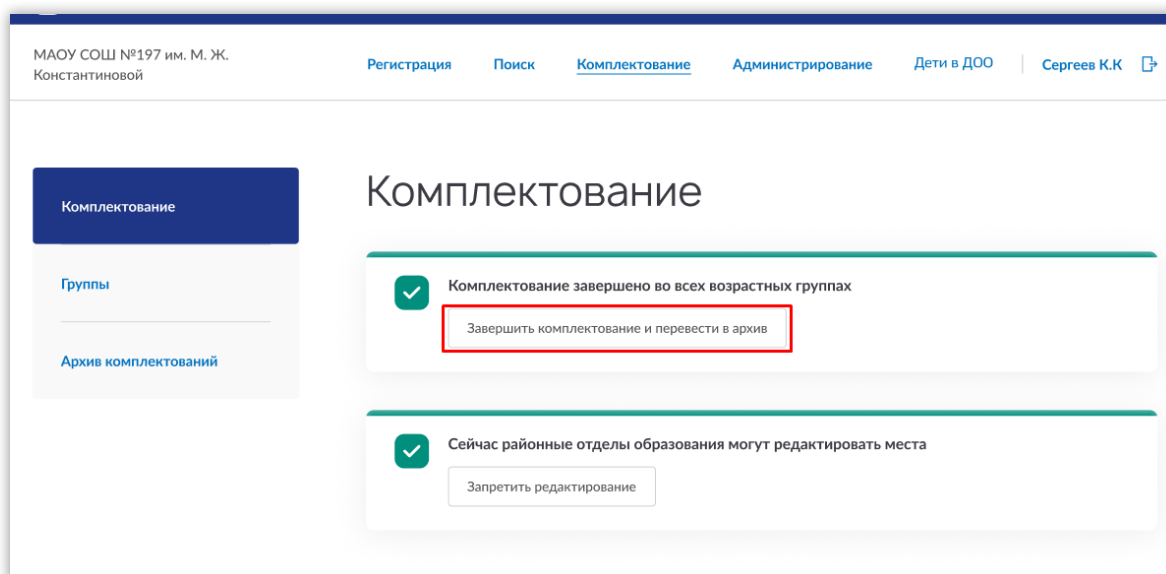 МАОУ СОШ №197 им. М. Ж.
Константиновой
Регистрация Поиск Комплектование Администрирование Дети в ДОО Сергеев К.К
Комплектование
Группы
Архив комплектований
Комплектование
Комплектование завершено во всех возрастных группах
Завершить комплектование и перевести в архив
Сейчас районные отделы образования могут редактировать места
Запретить редактирование